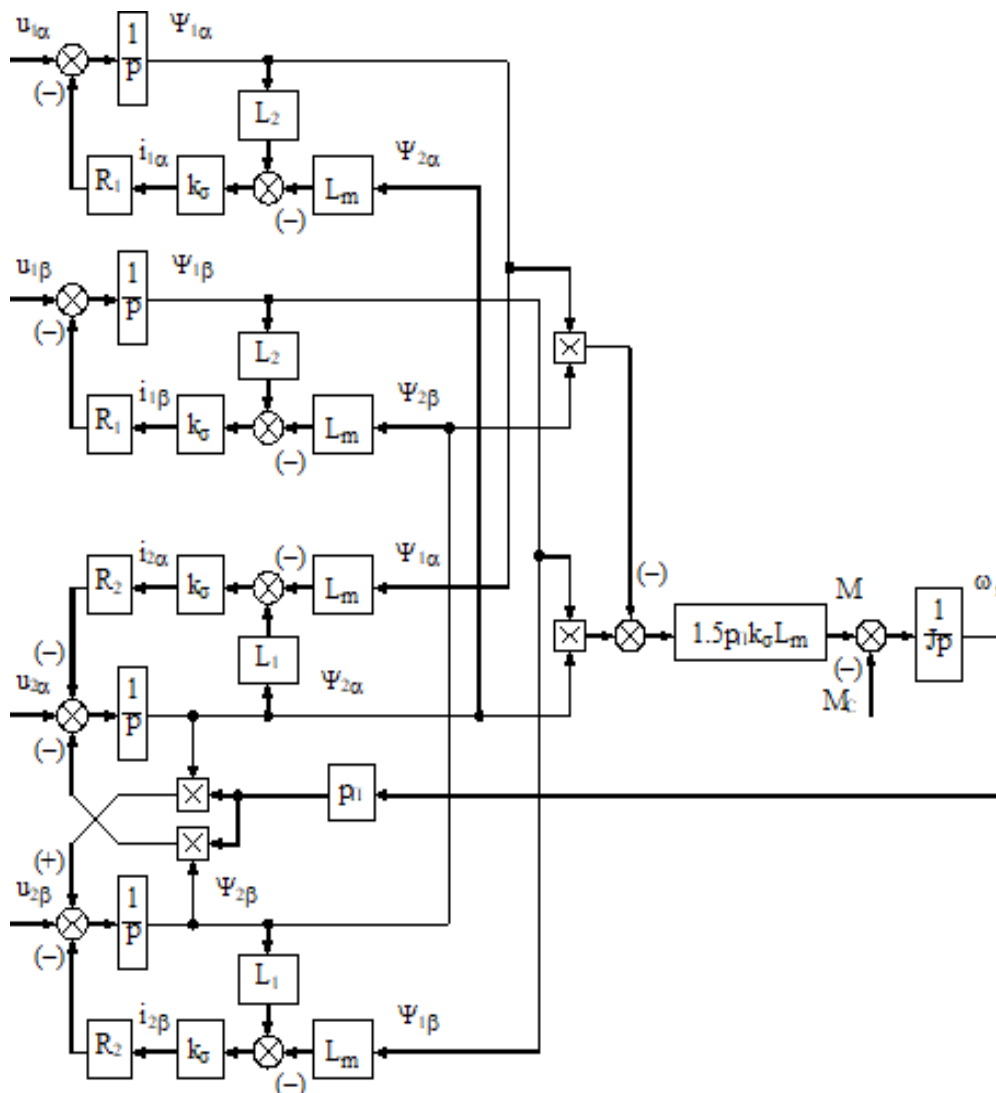 u₁α
(−)
1
p
Ψ₁α
L₂
i₁α
R₁
kσ
(−)
Lm
Ψ₂α
u₁β
(−)
1
p
Ψ₁β
L₂
i₁β
R₁
kσ
(−)
Lm
Ψ₂β
×
i₂α
R₂
kσ
(−)
Lm
Ψ₁α
L₁
(−)
u₂α
(−)
1
p
Ψ₂α
×
(−)
1.5pₗₗkσLm
M
(−)
Mc
1
Jp
ω
×
×
pₗₗ
(+)
u₂β
(−)
1
p
Ψ₂β
L₁
i₂β
R₂
kσ
(−)
Lm
Ψ₁β